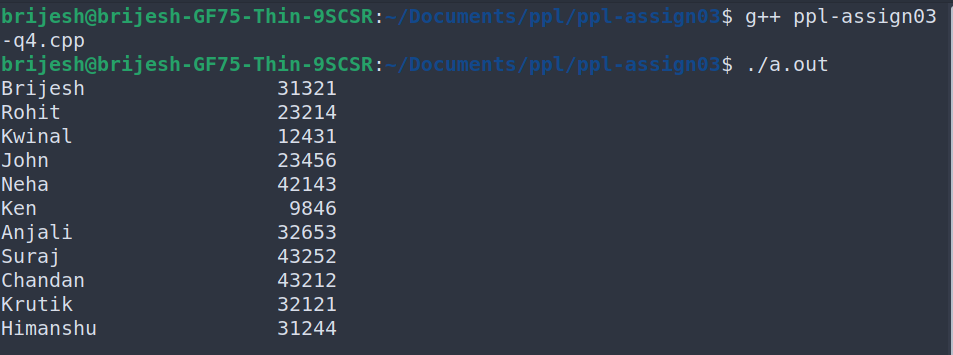 brijesh@brijesh-GF75-Thin-9SCSR:~/Documents/ppl/ppl-assign03$ g++ ppl-assign03
-q4.cpp
brijesh@brijesh-GF75-Thin-9SCSR:~/Documents/ppl/ppl-assign03$ ./a.out
Brijesh                31321
Rohit                  23214
Kwinal                 12431
John                   23456
Neha                   42143
Ken                     9846
Anjali                 32653
Suraj                  43252
Chandan                43212
Krutik                 32121
Himanshu               31244